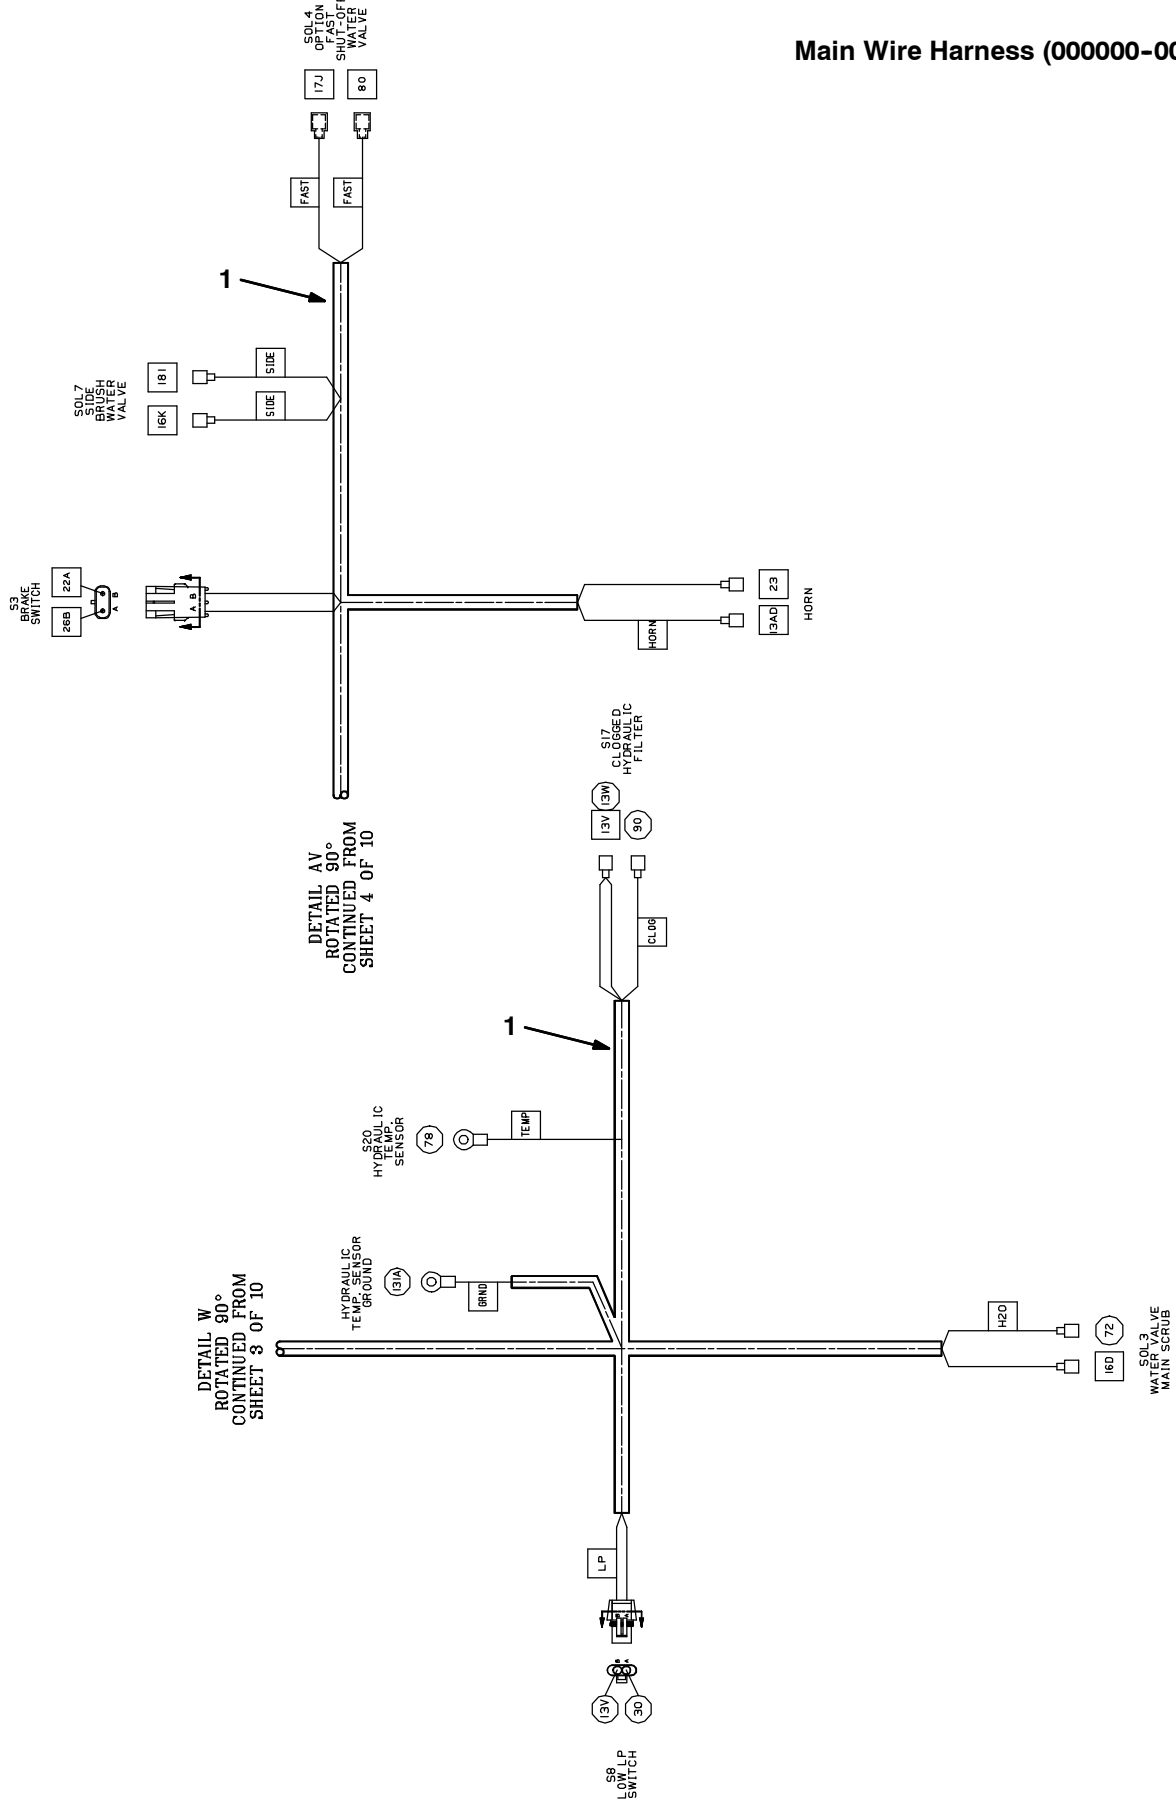 Main Wire Harness (000000-00
SOL4
OPTION
FAST
SHUT-OFF
WATER
VALVE
17J
80
FAST
FAST
1
SOL7
SIDE
BRUSH
WATER
VALVE
181
16K
SIDE
SIDE
S3
BRAKE
SWITCH
22A
26B
A B
A B
HORN
23
13AD
HORN
DETAIL AV
ROTATED 90°
CONTINUED FROM
SHEET 4 OF 10
S17
CLOGGED
HYDRAULIC
FILTER
13W
13V
90
CLOG
1
S20
HYDRAULIC
TEMP.
SENSOR
78
TEMP
HYDRAULIC
TEMP. SENSOR
GROUND
131A
GRND
DETAIL W
ROTATED 90°
CONTINUED FROM
SHEET 3 OF 10
H2O
72
16D
SOL3
WATER VALVE
MAIN SCRUB
LP
B
A
13V
30
S8
LOW LP
SWITCH